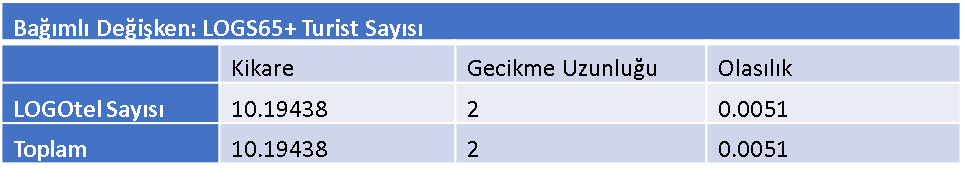 Bağımlı Değişken: LOGS65+ Turist Sayısı
Kikare Gecikme Uzunluğu Olasılık
LOGOtel Sayısı 10.19438 2 0.0051
Toplam 10.19438 2 0.0051